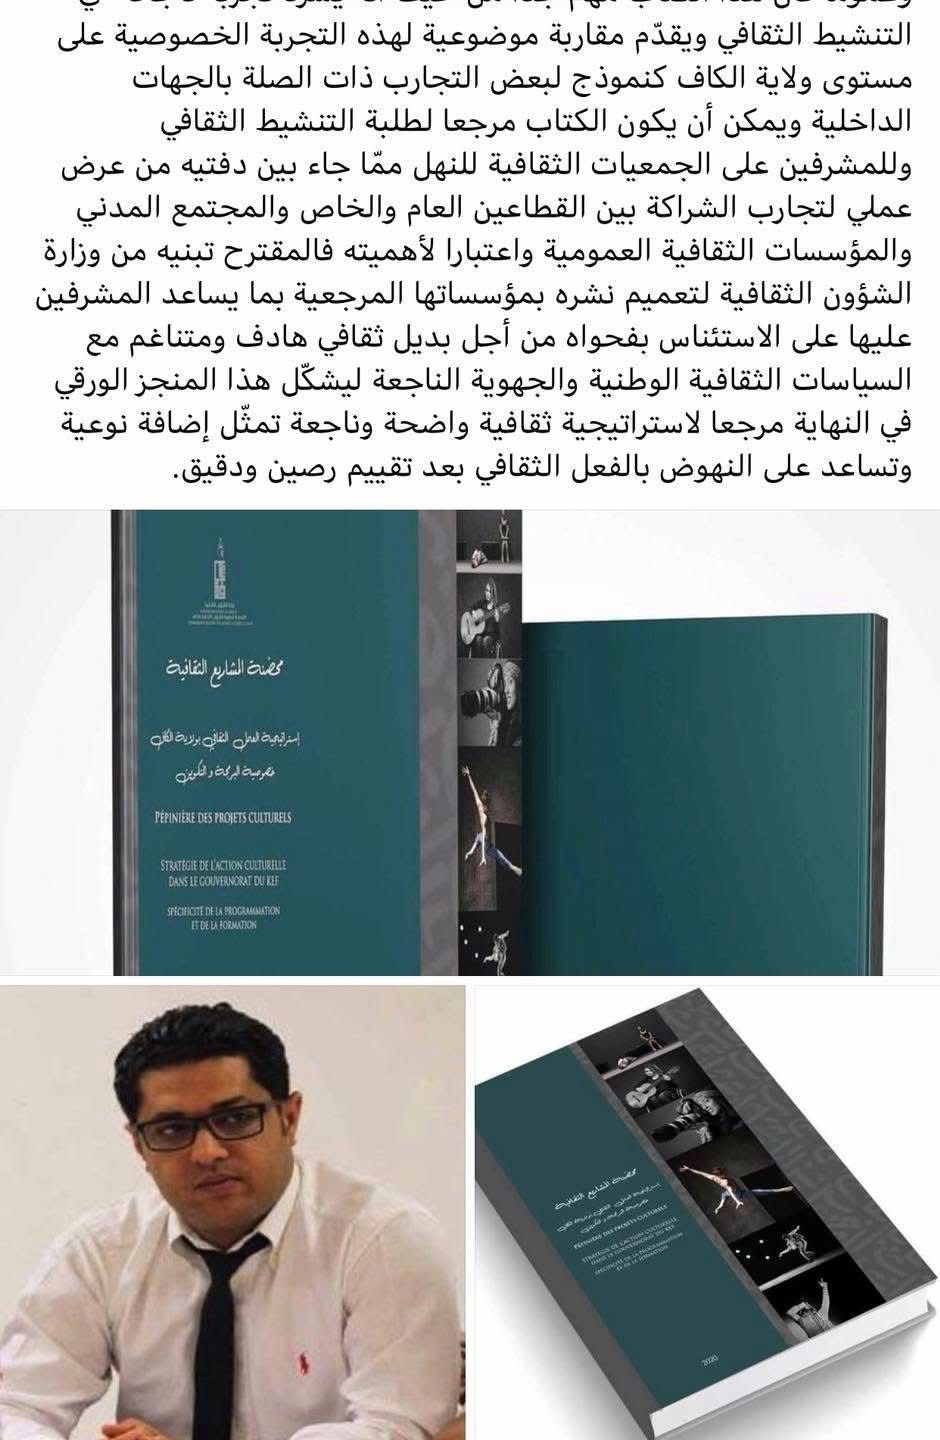 التنشيط الثقافي ويقدّم مقاربة موضوعية لهذه التجربة الخصوصية على
مستوى ولاية الكاف كنموذج لبعض التجارب ذات الصلة بالجهات
الداخلية ويمكن أن يكون الكتاب مرجعا لطلبة التنشيط الثقافي
وللمشرفين على الجمعيات الثقافية للنهل ممّا جاء بين دفتيه من عرض
عملي لتجارب الشراكة بين القطاعين العام والخاص والمجتمع المدني
والمؤسسات الثقافية العمومية واعتبارا لأهميته فالمقترح تبنيه من وزارة
الشؤون الثقافية لتعميم نشره بمؤسساتها المرجعية بما يساعد المشرفين
عليها على الاستئناس بفحواه من أجل بديل ثقافي هادف ومتناغم مع
السياسات الثقافية الوطنية والجهوية الناجعة ليشكّل هذا المنجز الورقي
في النهاية مرجعا لاستراتيجية ثقافية واضحة وناجعة تمثّل إضافة نوعية
وتساعد على النهوض بالفعل الثقافي بعد تقييم رصين ودقيق.
محضنة المشاريع الثقافية
إستراتيجية العمل الثقافي بولاية الكاف
خصوصية البرمجة و التكوين
PÉPINIÈRE DES PROJETS CULTURELS
STRATÉGIE DE L'ACTION CULTURELLE
DANS LE GOUVERNORAT DU KEF
SPÉCIFICITÉ DE LA PROGRAMMATION
ET DE LA FORMATION
محضنة المشاريع الثقافية
إستراتيجية العمل الثقافي بولاية الكاف
خصوصية البرمجة و التكوين
PÉPINIÈRE DES PROJETS CULTURELS
STRATÉGIE DE L'ACTION CULTURELLE
DANS LE GOUVERNORAT DU KEF
SPÉCIFICITÉ DE LA PROGRAMMATION
ET DE LA FORMATION
2020